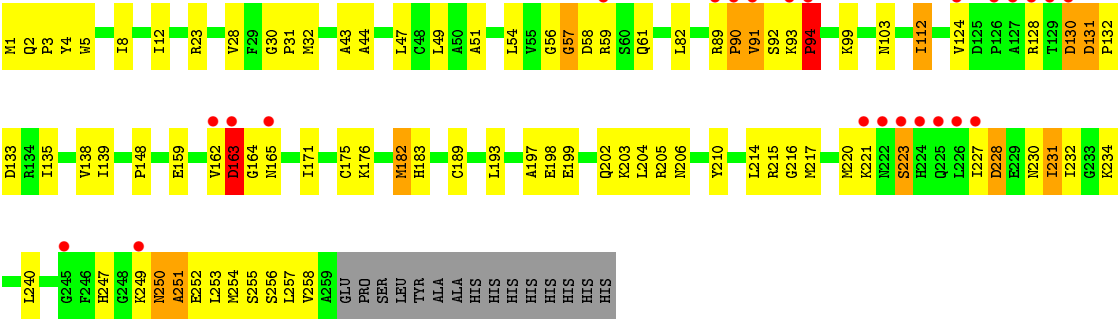 M1 Q2 P3 Y4 W5 I8 I12 R23 V28 F29 G30 P31 M32 A43 A44 L47 C48 L49 A50 A51 L54 V55 G56 G57 D58 R59 S60 Q61 L82 R89 P90 V91 S92 K93 P94 K99 N103 I112 V124 D125 P126 A127 R128 T129 D130 D131 P132
D133 R134 I135 V138 I139 P148 E159 V162 D163 G164 N165 I171 C175 K176 M182 H183 C189 L193 A197 E198 E199 Q202 K203 L204 R205 N206 Y210 L214 R215 G216 M217 M220 K221 N222 S223 H224 Q225 L226 I227 D228 E229 N230 I231 I232 G233 K234
L240 G245 F246 H247 G248 K249 N250 A251 E252 L253 M254 S255 S256 L257 V258 A259 GLU PRO SER LEU TYR ALA ALA HIS HIS HIS HIS HIS HIS HIS HIS